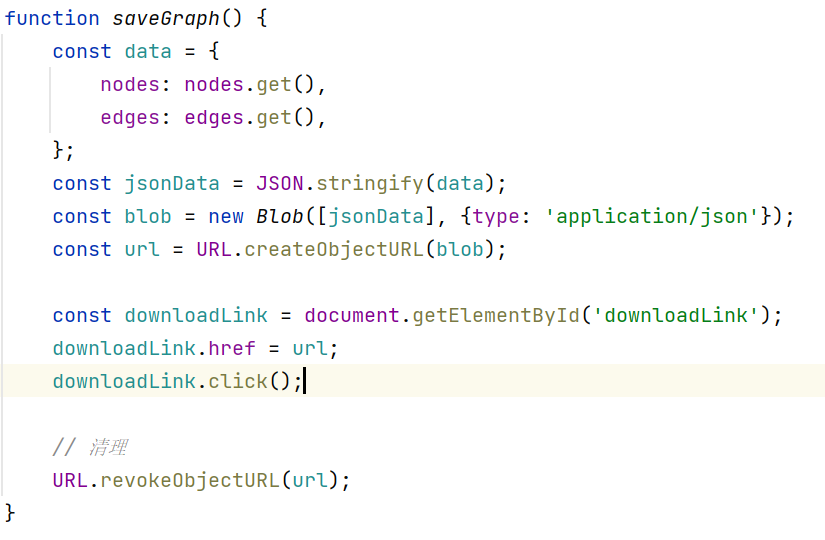 function saveGraph() {
    const data = {
        nodes: nodes.get(),
        edges: edges.get(),
    };
    const jsonData = JSON.stringify(data);
    const blob = new Blob([jsonData], {type: 'application/json'});
    const url = URL.createObjectURL(blob);

    const downloadLink = document.getElementById('downloadLink');
    downloadLink.href = url;
    downloadLink.click();

    // 清理
    URL.revokeObjectURL(url);
}